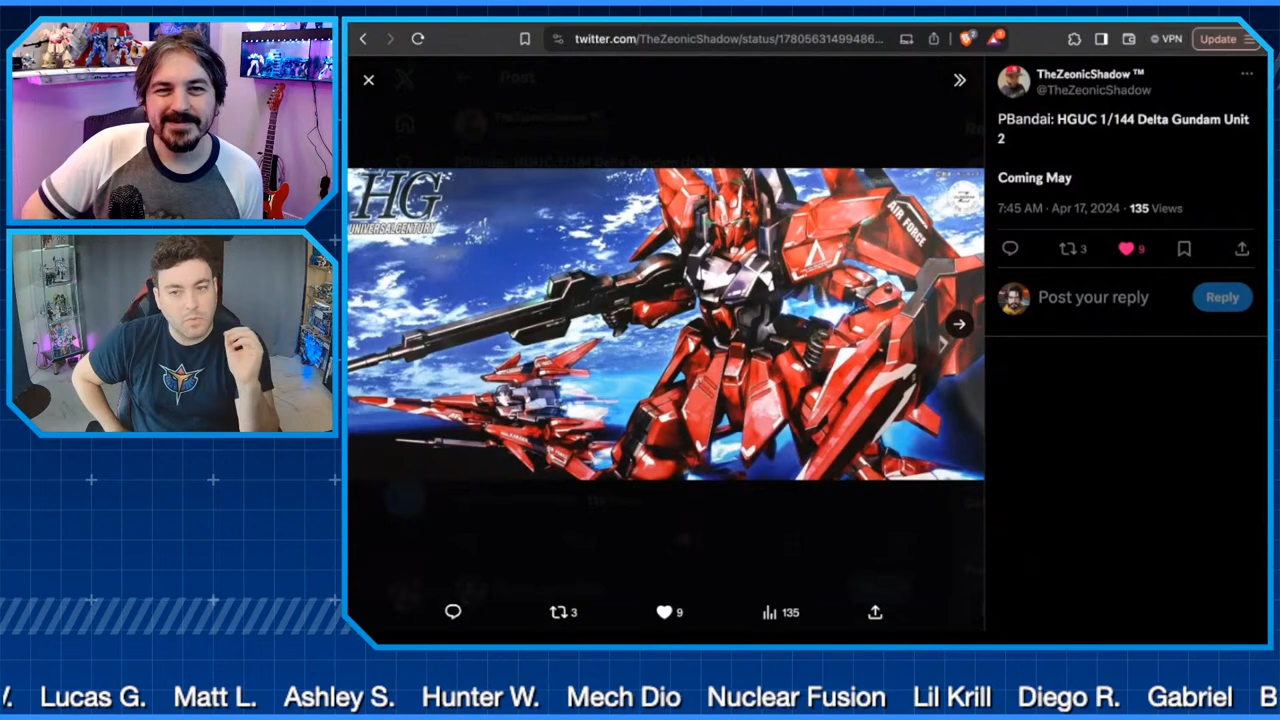 twitter.com/TheZeonicShadow/status/17805631499486...
VPN
Update
TheZeonicShadow ™
@TheZeonicShadow
PBandai: HGUC 1/144 Delta Gundam Unit
2
Coming May
7:45 AM · Apr 17, 2024 · 135 Views
3
9
Post your reply
Reply
Post
HG
UNIVERSAL CENTURY
AIR FORCE
3
9
135
Lucas G. Matt L. Ashley S. Hunter W. Mech Dio Nuclear Fusion Lil Krill Diego R. Gabriel B